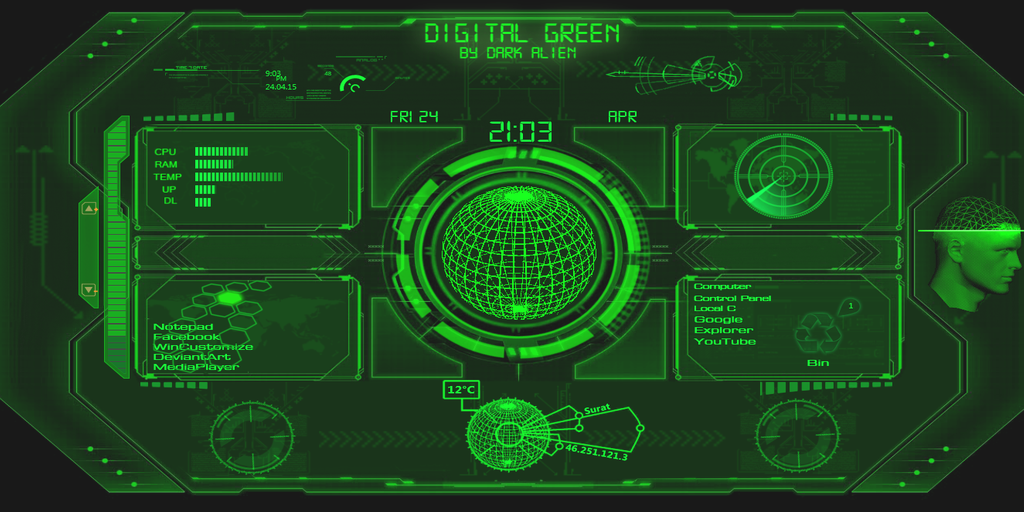 DIGITAL GREEN
BY DARK ALIEN
9:03
PM
24.04.15
FRI 24
21:03
APR
CPU
RAM
TEMP
UP
DL
Notepad
Facebook
WinCustomize
DeviantArt
MediaPlayer
Computer
Control Panel
Local C
Google
Explorer
YouTube
1
Bin
12°C
Surat
46.251.121.3